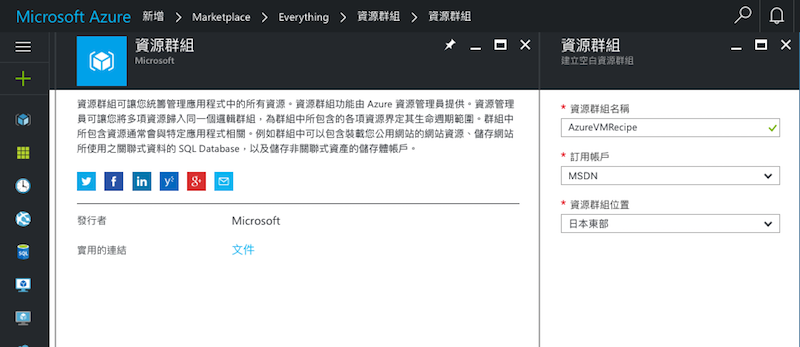 Microsoft Azure 新增 > Marketplace > Everything > 資源群組 > 資源群組
資源群組
Microsoft
資源群組可讓您統籌管理應用程式中的所有資源。資源群組功能由 Azure 資源管理員提供。資源管理
員可讓您將多項資源歸入同一個邏輯群組，為群組中所包含的各項資源界定其生命週期範圍。群組中
所包含資源通常會與特定應用程式相關。例如群組中可以包含裝載您公用網站的網站資源、儲存網站
所使用之關聯式資料的 SQL Database，以及儲存非關聯式資產的儲存體帳戶。
發行者 Microsoft
實用的連結 文件
資源群組
建立空白資源群組
* 資源群組名稱
AzureVMRecipe
* 訂用帳戶
MSDN
* 資源群組位置
日本東部
SQL